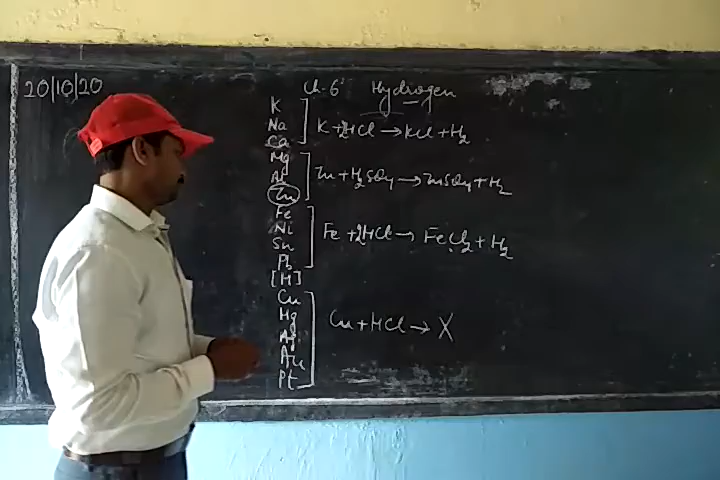 20/10/20
Ch-6 Hydrogen
K
Na
Ca
K + 2HCl → KCl + H₂
Mg
Al
Zn
Zn + H₂SO₄ → ZnSO₄ + H₂
Fe
Ni
Sn
Pb
Fe + 2HCl → FeCl₂ + H₂
[H]
Cu
Hg
Ag
Au
Pt
Cu + HCl → X